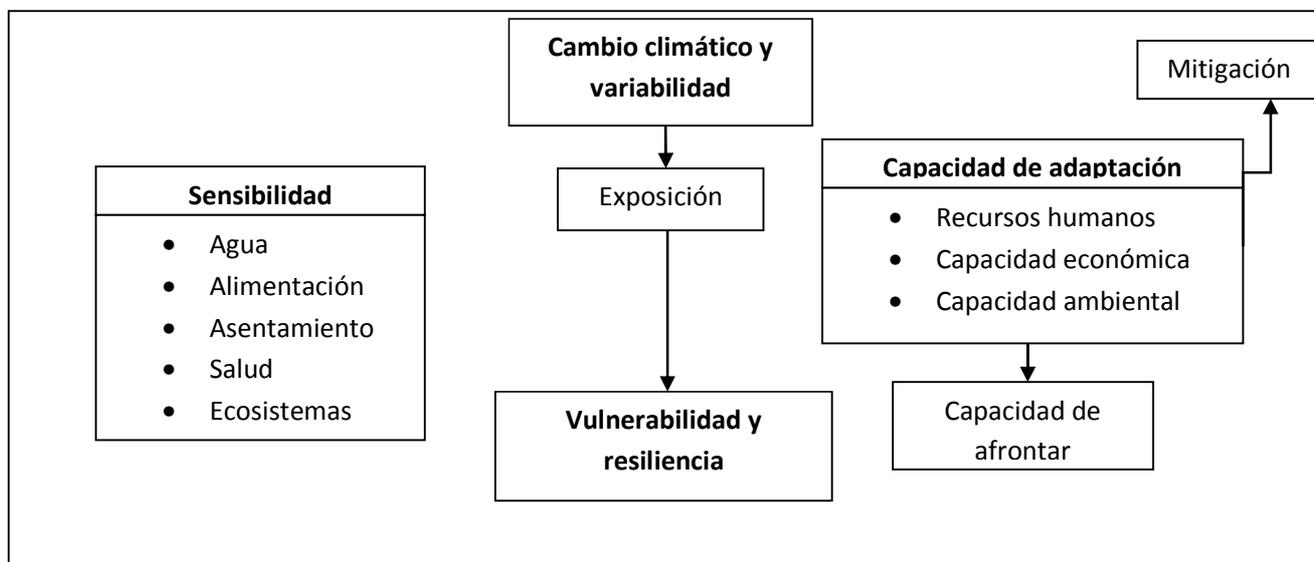 Cambio climático y
variabilidad
Mitigación
Exposición
Sensibilidad
• Agua
• Alimentación
• Asentamiento
• Salud
• Ecosistemas
Capacidad de adaptación
• Recursos humanos
• Capacidad económica
• Capacidad ambiental
Vulnerabilidad y
resiliencia
Capacidad de
afrontar